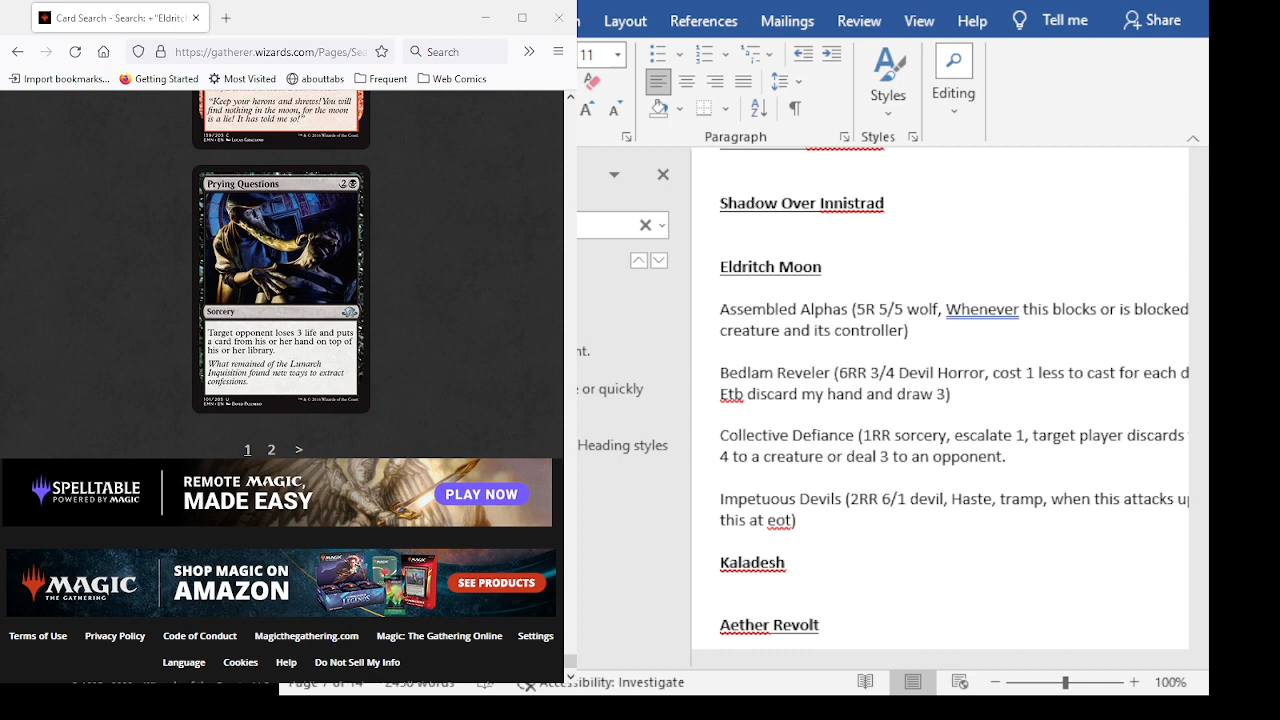 Card Search - Search: +"Eldritch
https://gatherer.wizards.com/Pages/Sea
Search
Import bookmarks...
Getting Started
Most Visited
abouttabs
Frequent
Web Comics
"Keep your herons and shrews! You will
find nothing in the moon, for the moon
is a lie! It has told me so!"
Prying Questions
2
Sorcery
Target opponent loses 3 life and puts
a card from his or her hand on top of
his or her library.
What remained of the Lunarch
Inquisition found new ways to extract
confessions.
101/205 U
1 2 >
SPELLTABLE
POWERED BY MAGIC
REMOTE MAGIC,
MADE EASY
PLAY NOW
MAGIC
THE GATHERING
SHOP MAGIC ON
AMAZON
SEE PRODUCTS
Terms of Use
Privacy Policy
Code of Conduct
Magicthegathering.com
Magic: The Gathering Online
Settings
Language
Cookies
Help
Do Not Sell My Info
Layout
References
Mailings
Review
View
Help
Tell me
Share
11
Styles
Editing
Paragraph
Styles
nt.
e or quickly
Heading styles
Shadow Over Innistrad
Eldritch Moon
Assembled Alphas (5R 5/5 wolf, Whenever this blocks or is blocked
creature and its controller)
Bedlam Reveler (6RR 3/4 Devil Horror, cost 1 less to cast for each d
Etb discard my hand and draw 3)
Collective Defiance (1RR sorcery, escalate 1, target player discards
4 to a creature or deal 3 to an opponent.
Impetuous Devils (2RR 6/1 devil, Haste, tramp, when this attacks up
this at eot)
Kaladesh
Aether Revolt
Accessibility: Investigate
100%